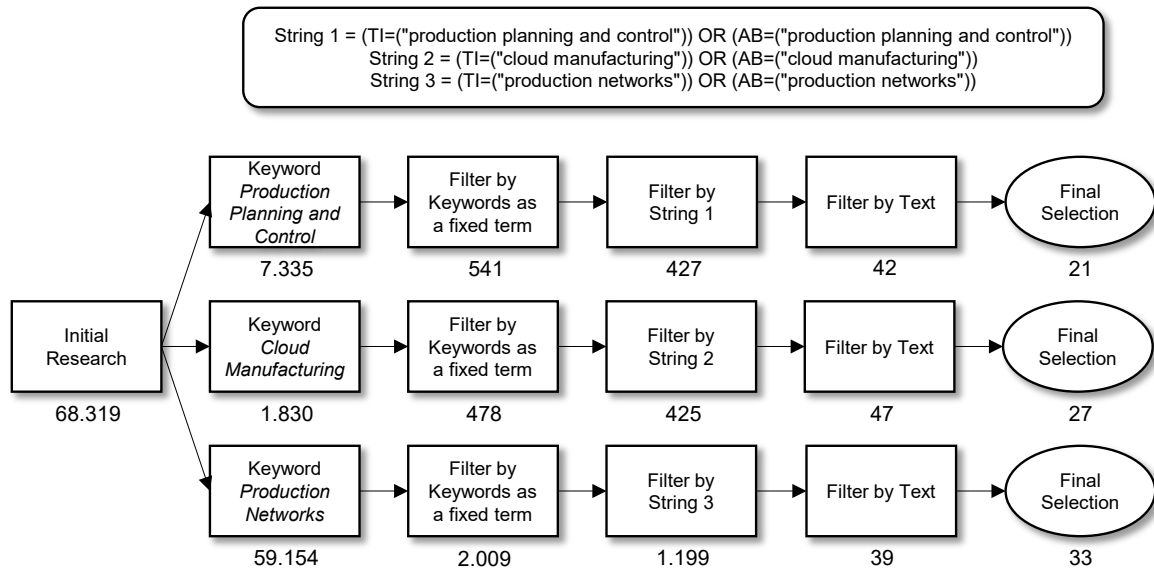 String 1 = (TI=("production planning and control")) OR (AB=("production planning and control"))
String 2 = (TI=("cloud manufacturing")) OR (AB=("cloud manufacturing"))
String 3 = (TI=("production networks")) OR (AB=("production networks"))
Keyword
Production
Planning and
Control
7.335
Filter by
Keywords as
a fixed term
541
Filter by
String 1
427
Filter by Text
42
Final
Selection
21
Initial
Research
68.319
Keyword
Cloud
Manufacturing
1.830
Filter by
Keywords as
a fixed term
478
Filter by
String 2
425
Filter by Text
47
Final
Selection
27
Keyword
Production
Networks
59.154
Filter by
Keywords as
a fixed term
2.009
Filter by
String 3
1.199
Filter by Text
39
Final
Selection
33